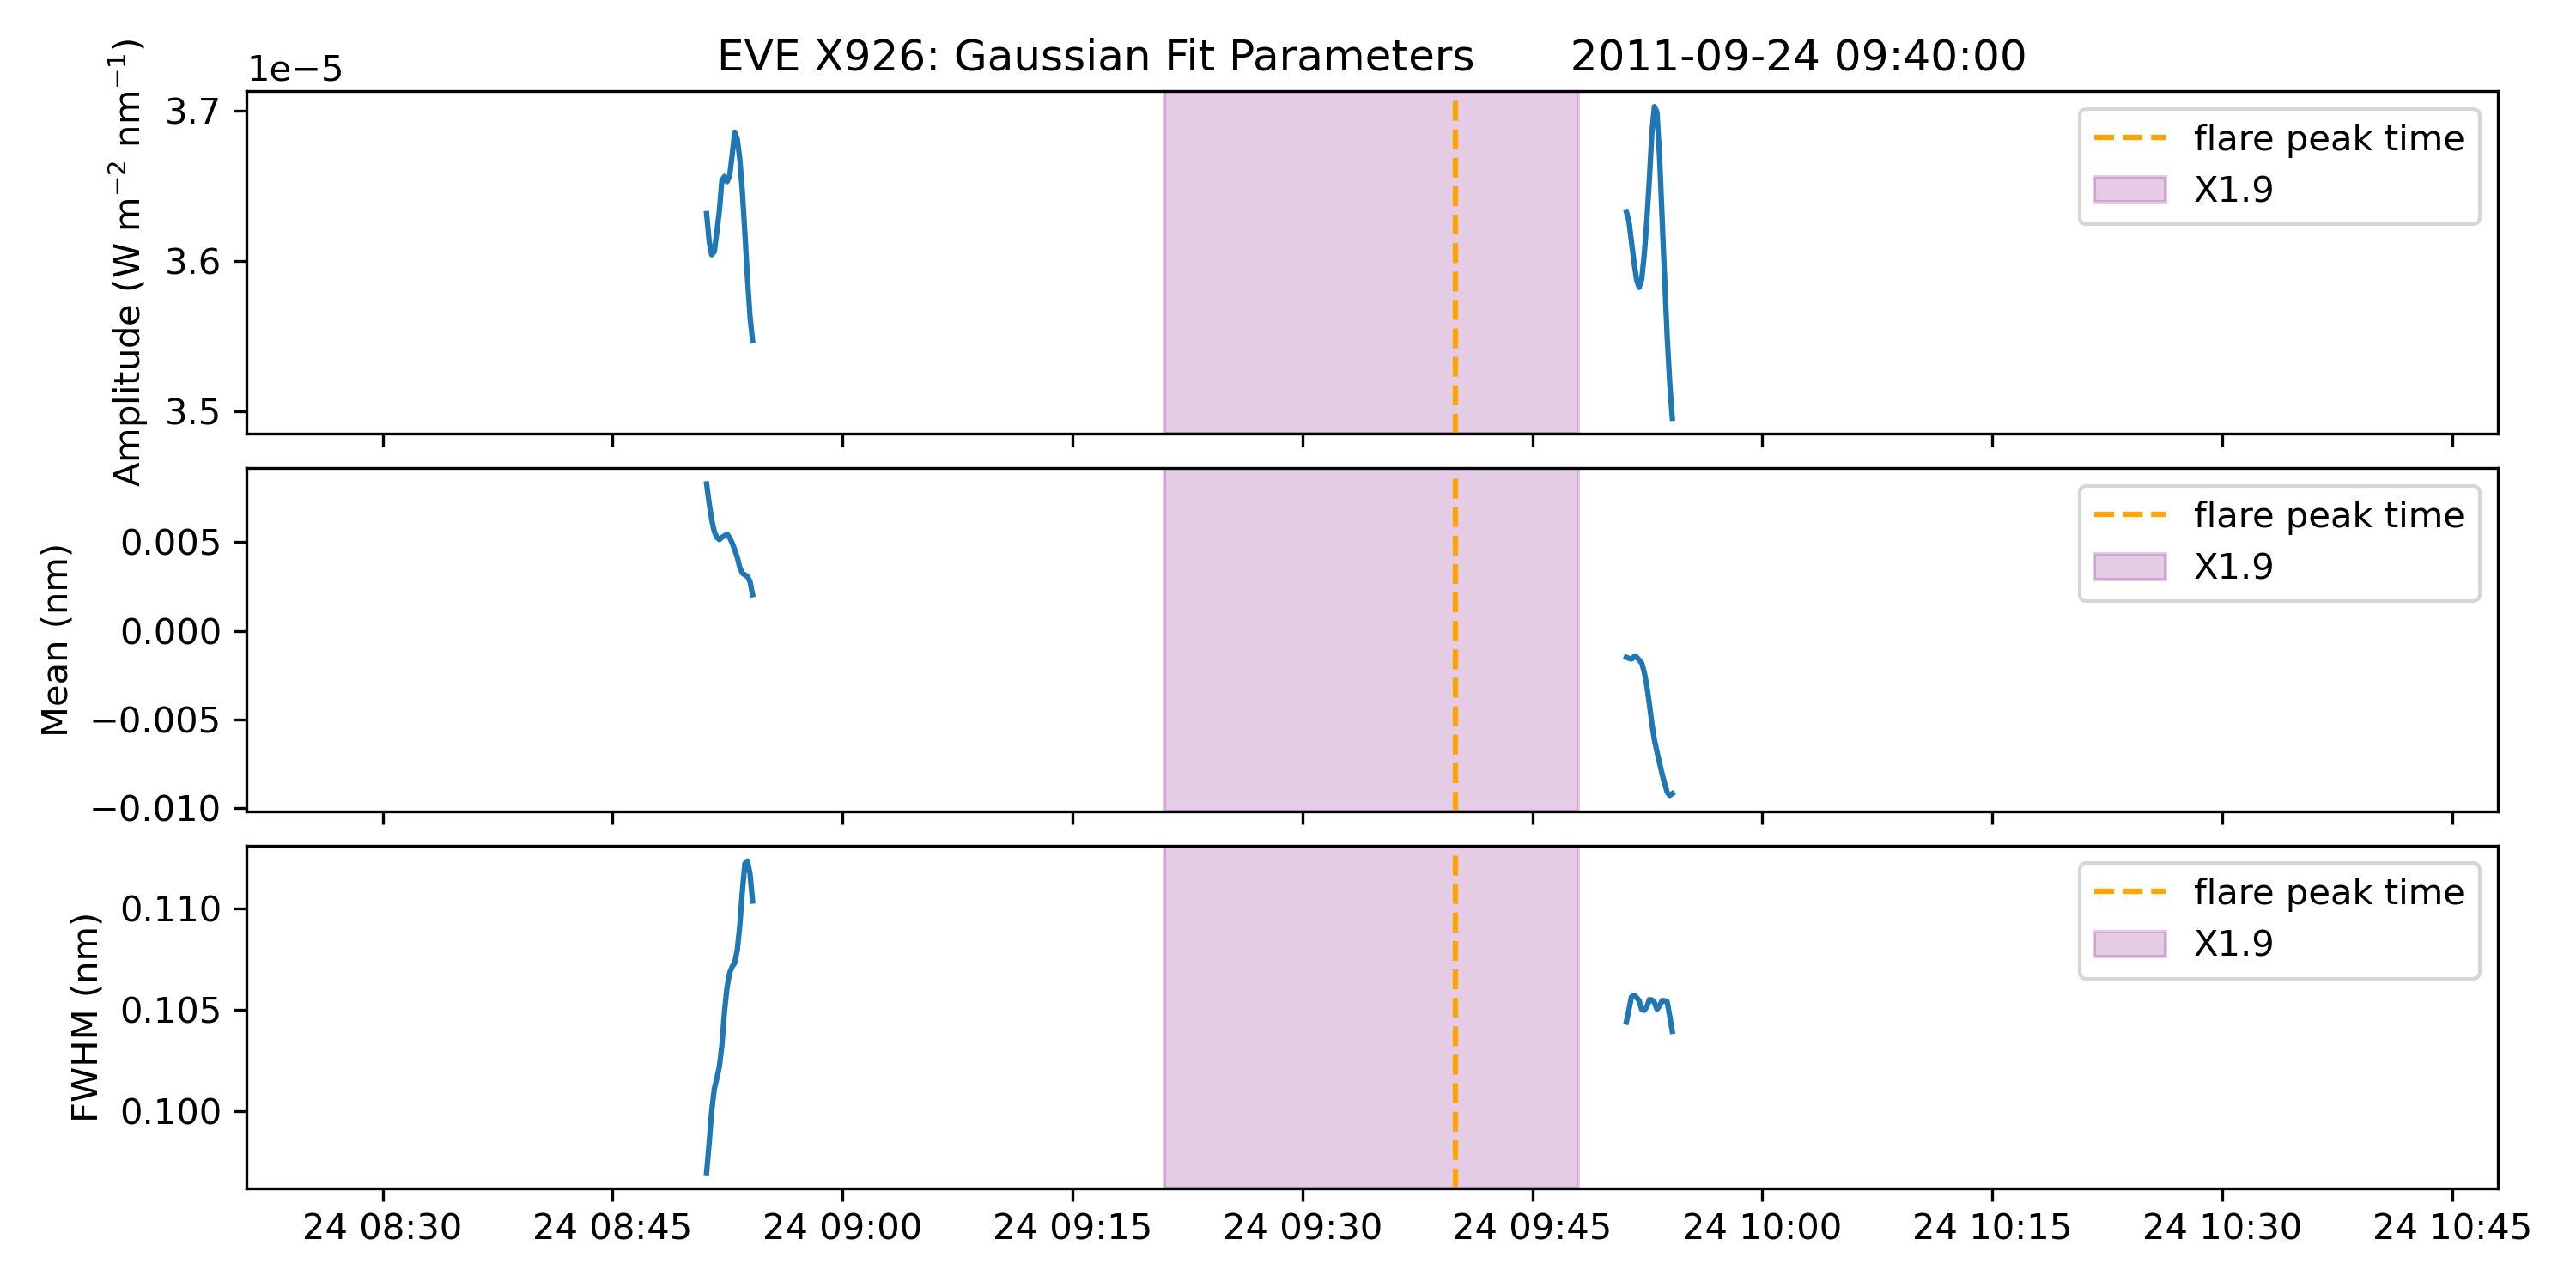 EVE X926: Gaussian Fit Parameters 2011-09-24 09:40:00
1e−5
Amplitude (W m⁻² nm⁻¹)
3.7
3.6
3.5
flare peak time
X1.9
Mean (nm)
0.005
0.000
−0.005
−0.010
flare peak time
X1.9
FWHM (nm)
0.110
0.105
0.100
flare peak time
X1.9
24 08:30 24 08:45 24 09:00 24 09:15 24 09:30 24 09:45 24 10:00 24 10:15 24 10:30 24 10:45